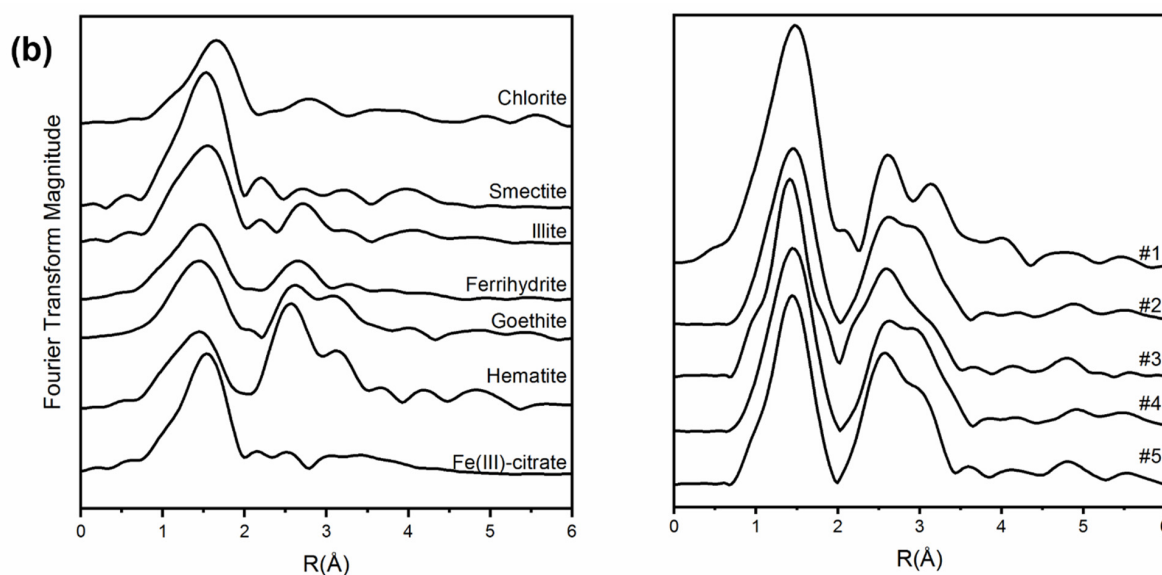 (b)
Fourier Transform Magnitude
Chlorite
Smectite
Illite
Ferrihydrite
Goethite
Hematite
Fe(III)-citrate
0 1 2 3 4 5 6
R(Å)
#1
#2
#3
#4
#5
0 1 2 3 4 5 6
R(Å)